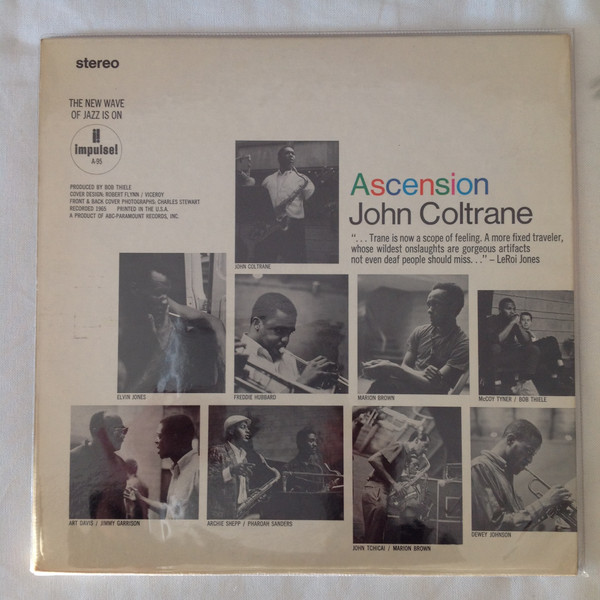 stereo
THE NEW WAVE
OF JAZZ IS ON
impulse!
A-95
PRODUCED BY BOB THIELE
COVER DESIGN: ROBERT FLYNN / VICEROY
FRONT & BACK COVER PHOTOGRAPHS: CHARLES STEWART
RECORDED 1965 PRINTED IN THE U.S.A.
A PRODUCT OF ABC-PARAMOUNT RECORDS, INC.
Ascension
John Coltrane
“. . . Trane is now a scope of feeling. A more fixed traveler,
whose wildest onslaughts are gorgeous artifacts
not even deaf people should miss. . .” – LeRoi Jones
JOHN COLTRANE
ELVIN JONES
FREDDIE HUBBARD
MARION BROWN
McCOY TYNER / BOB THIELE
ART DAVIS / JIMMY GARRISON
ARCHIE SHEPP / PHAROAH SANDERS
JOHN TCHICAI / MARION BROWN
DEWEY JOHNSON